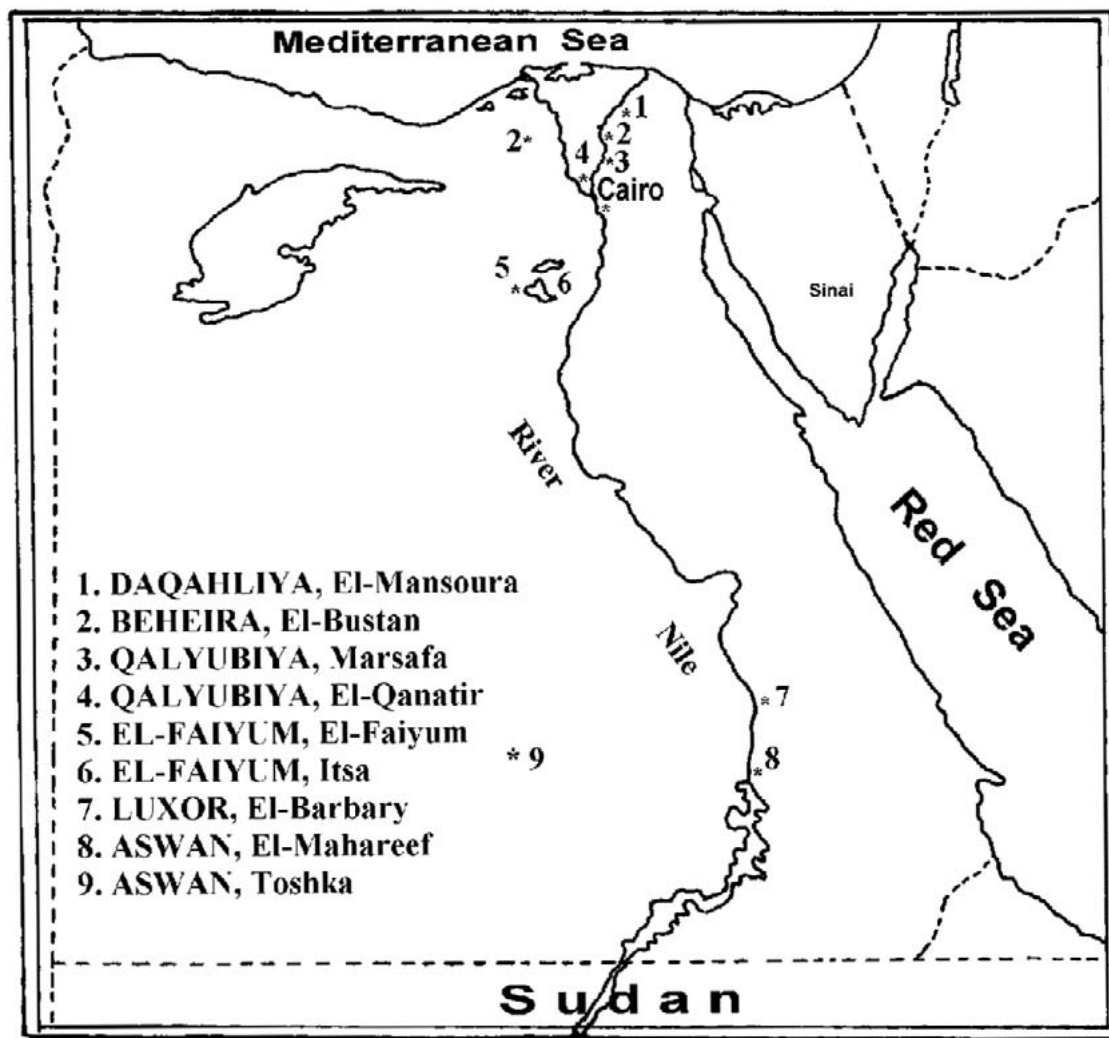 Mediterranean Sea
*1
2*
*2
4
*3
*
Cairo
*
5
*
6
Sinai
River
Red Sea
Nile
1. DAQAHLIYA, El-Mansoura
2. BEHEIRA, El-Bustan
3. QALYUBIYA, Marsafa
4. QALYUBIYA, El-Qanatir
5. EL-FAIYUM, El-Faiyum
6. EL-FAIYUM, Itsa
7. LUXOR, El-Barbary
8. ASWAN, El-Mahareef
9. ASWAN, Toshka
*7
*9
*8
Sudan